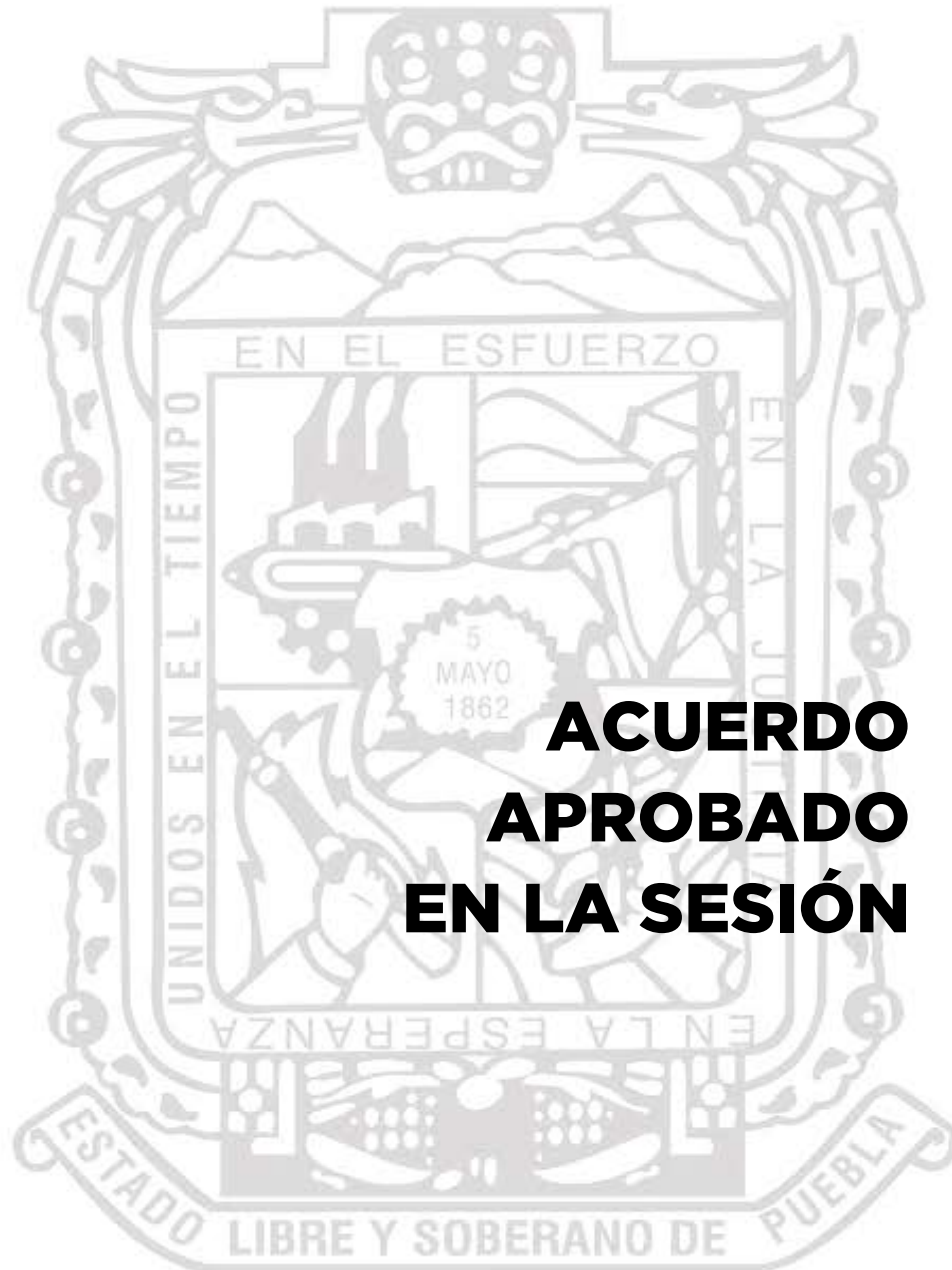 EN EL ESFUERZO
UNIDOS EN EL TIEMPO
EN LA
5
MAYO
1862
ACUERDO
APROBADO
EN LA SESIÓN
EN LA ESPERANZA
ESTADO LIBRE Y SOBERANO DE PUEBLA